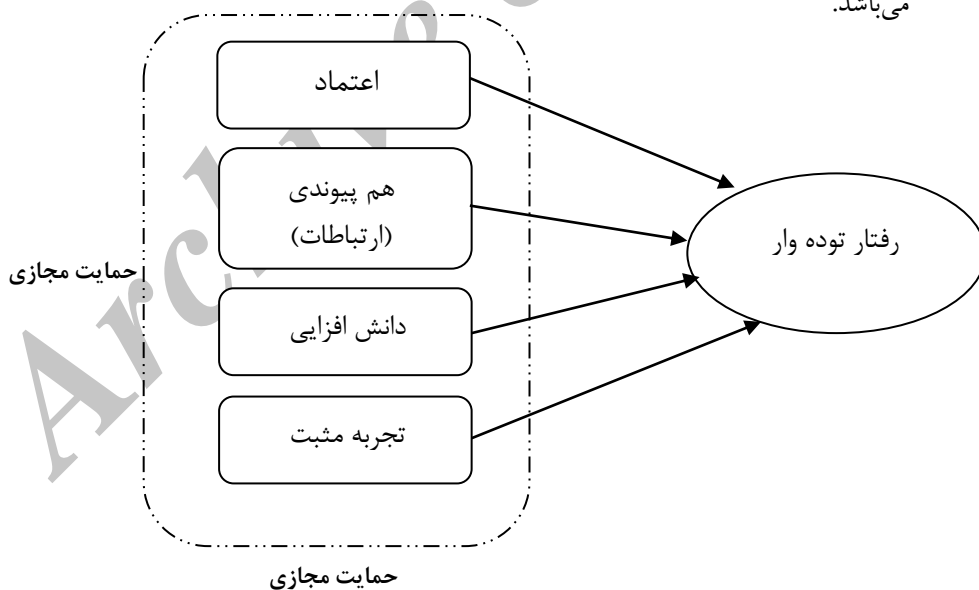 می‌باشد.
اعتماد
هم پیوندی
(ارتباطات)
رفتار توده وار
حمایت مجازی
دانش افزایی
تجربه مثبت
حمایت مجازی